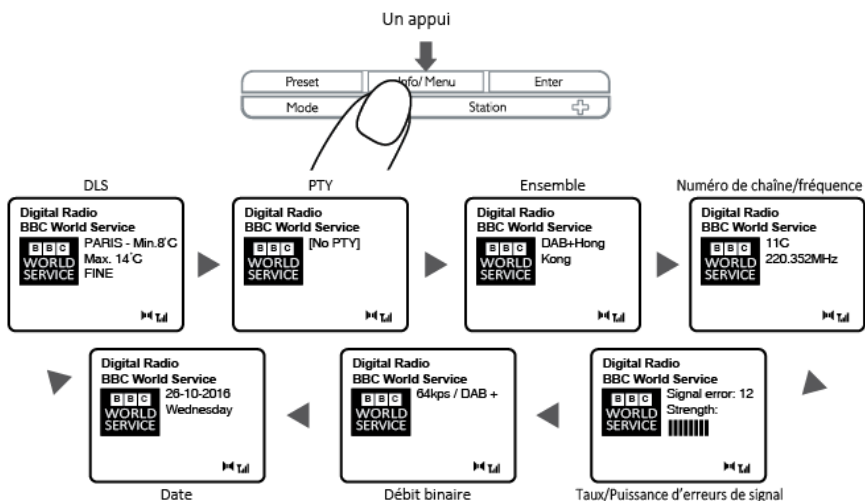 Un appui
Preset
Info/ Menu
Enter
Mode
Station
DLS
Digital Radio
BBC World Service
BBC
WORLD
SERVICE
PARIS - Min.8°C
Max. 14°C
FINE
PTY
Digital Radio
BBC World Service
BBC
WORLD
SERVICE
[No PTY]
Ensemble
Digital Radio
BBC World Service
BBC
WORLD
SERVICE
DAB+Hong
Kong
Numéro de chaîne/fréquence
Digital Radio
BBC World Service
BBC
WORLD
SERVICE
11C
220.352MHz
Digital Radio
BBC World Service
BBC
WORLD
SERVICE
Signal error: 12
Strength:
Taux/Puissance d'erreurs de signal
Digital Radio
BBC World Service
BBC
WORLD
SERVICE
64kps / DAB +
Débit binaire
Digital Radio
BBC World Service
BBC
WORLD
SERVICE
26-10-2016
Wednesday
Date